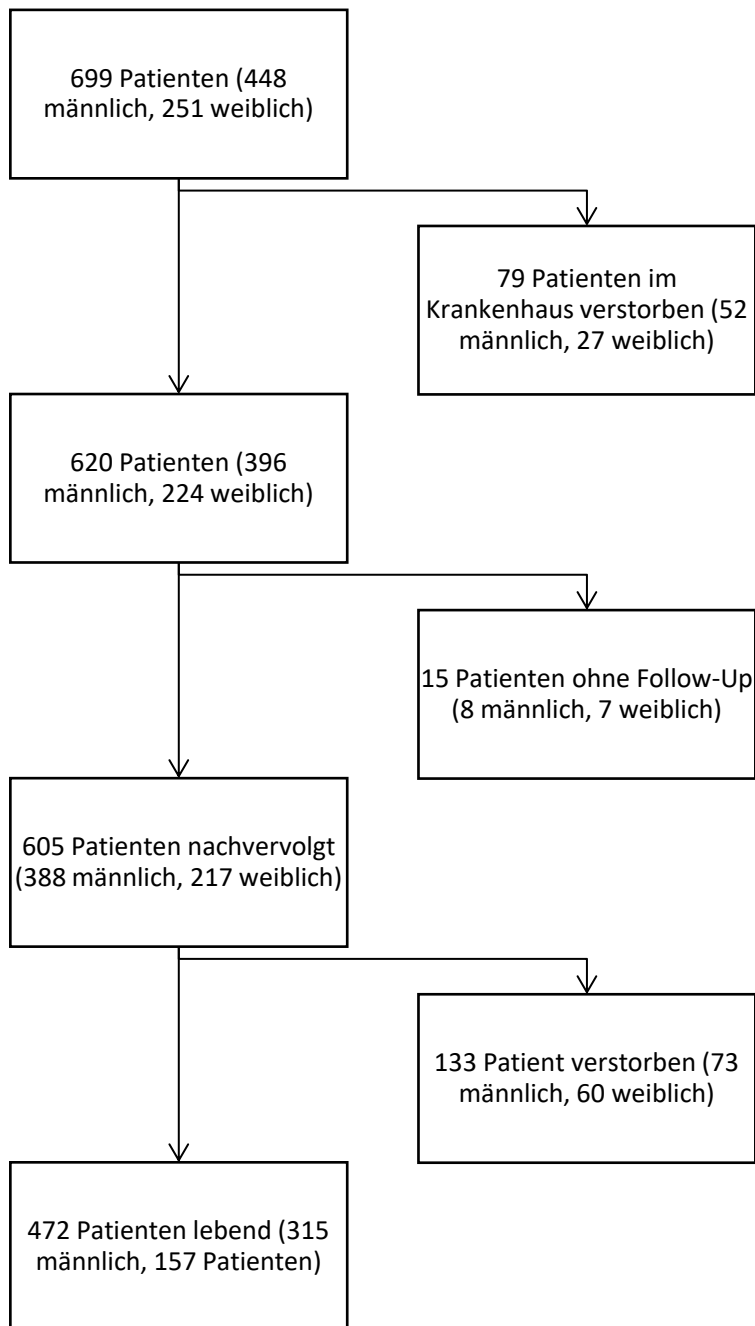 699 Patienten (448
männlich, 251 weiblich)
79 Patienten im
Krankenhaus verstorben (52
männlich, 27 weiblich)
620 Patienten (396
männlich, 224 weiblich)
15 Patienten ohne Follow-Up
(8 männlich, 7 weiblich)
605 Patienten nachvervolgt
(388 männlich, 217 weiblich)
133 Patient verstorben (73
männlich, 60 weiblich)
472 Patienten lebend (315
männlich, 157 Patienten)